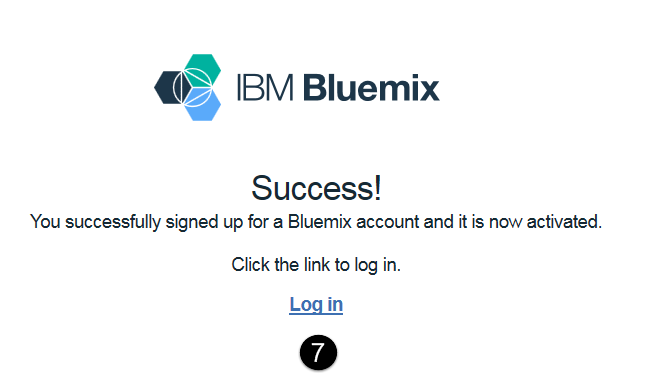 IBM Bluemix
Success!
You successfully signed up for a Bluemix account and it is now activated.
Click the link to log in.
Log in
7